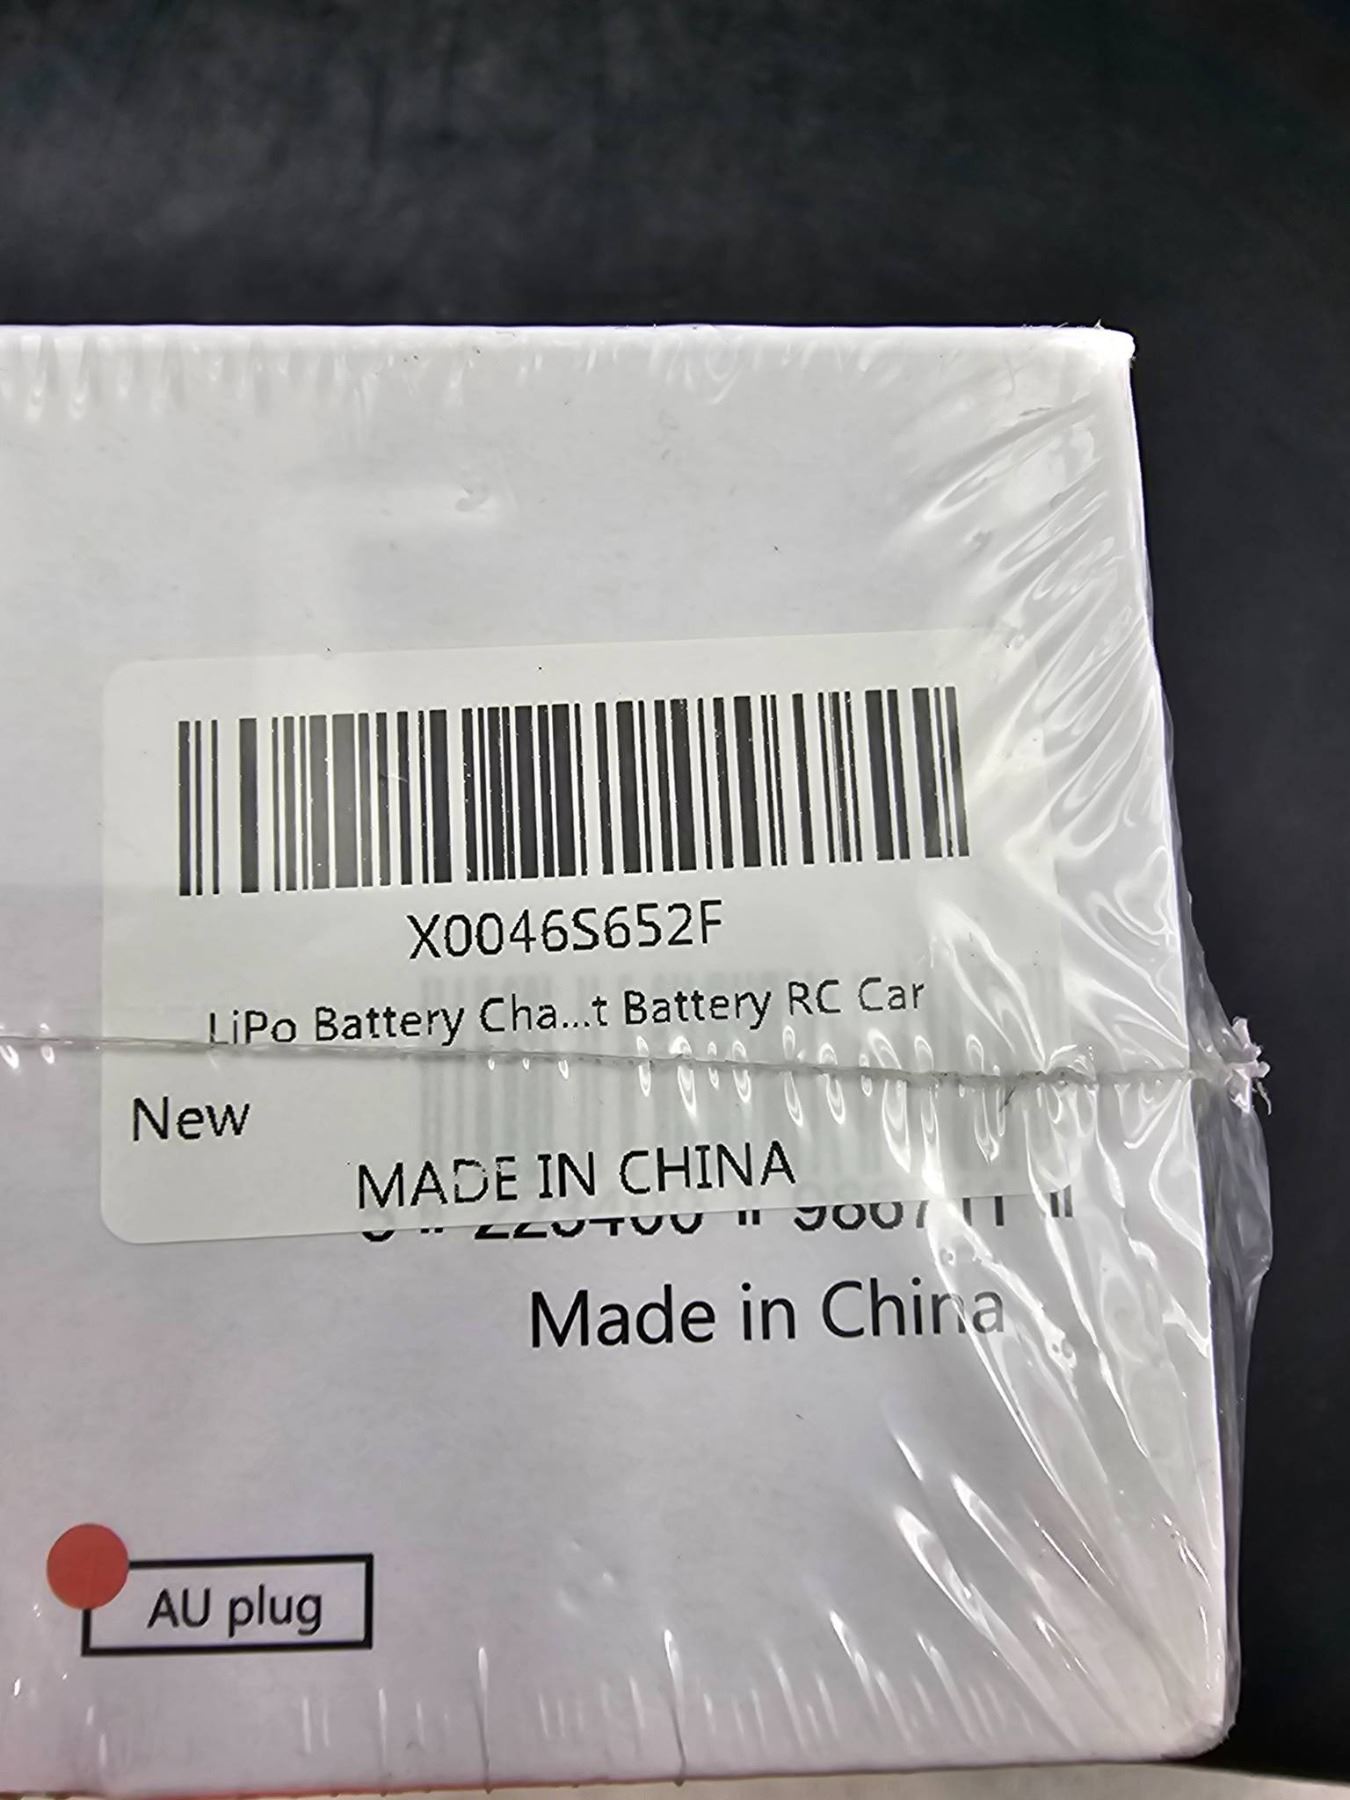 X0046S652F
LiPo Battery Cha...t Battery RC Car
New
MADE IN CHINA
Made in China
AU plug